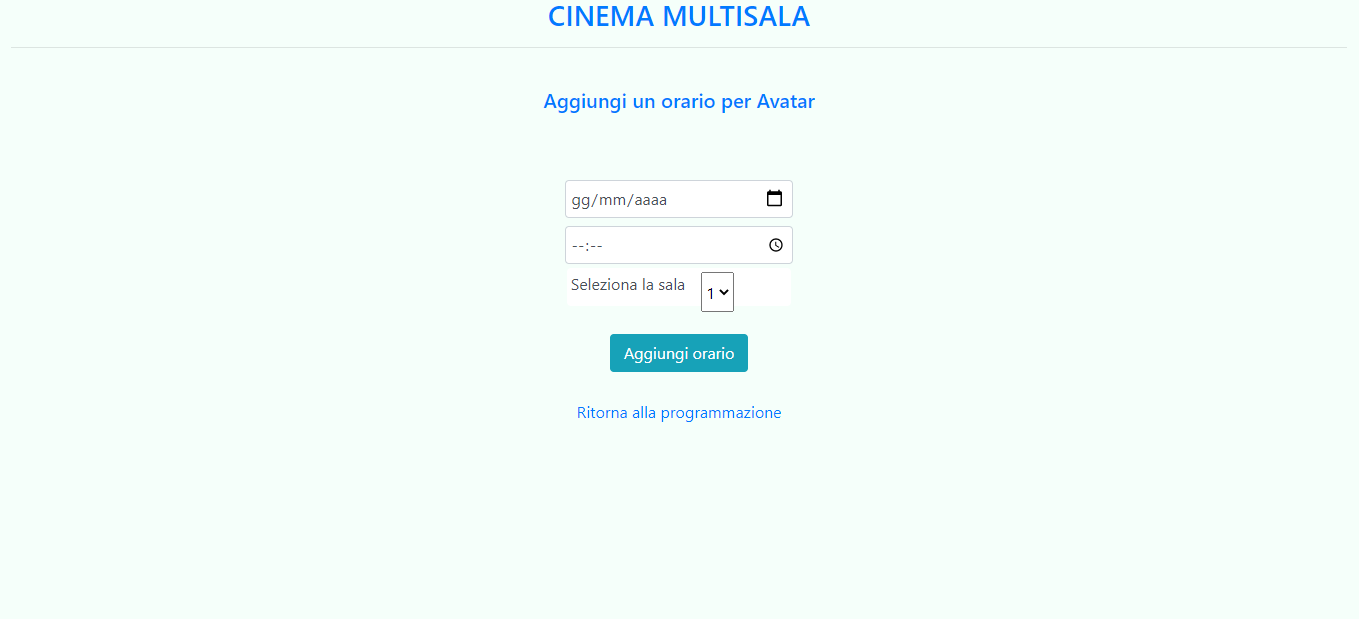 CINEMA MULTISALA
Aggiungi un orario per Avatar
gg/mm/aaaa
--:--
Seleziona la sala 1
Aggiungi orario
Ritorna alla programmazione